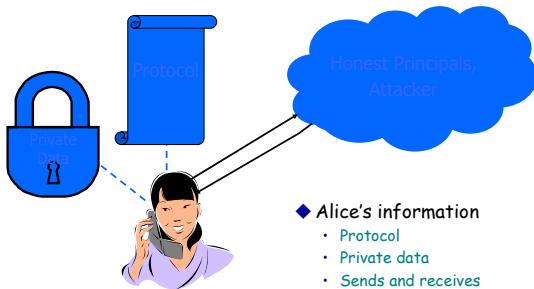 Protocol
Honest Principals,
Attacker
Private
Data
Alice's information
Protocol
Private data
Sends and receives